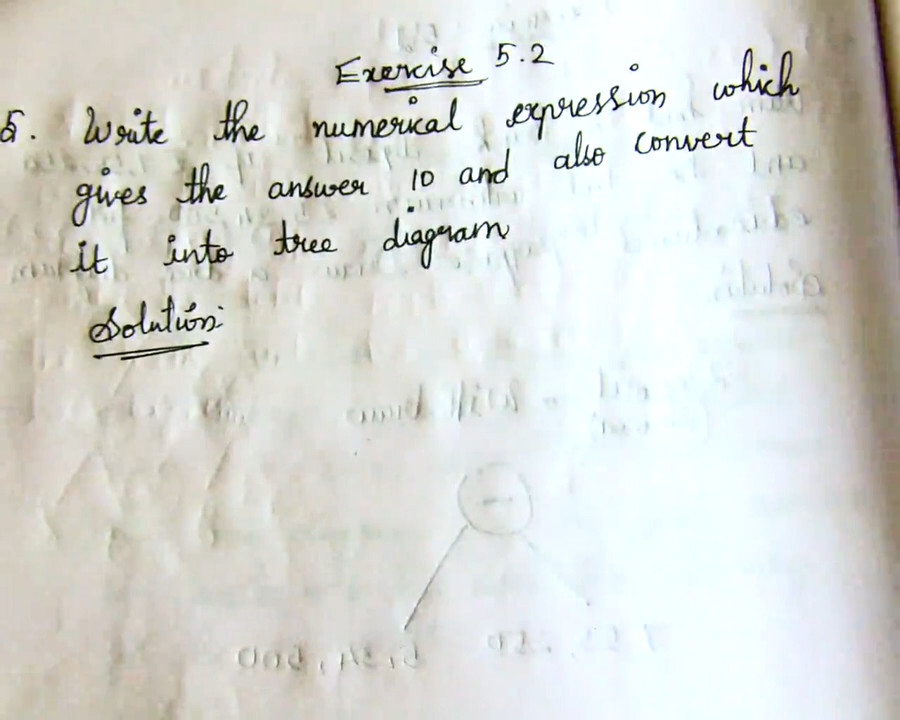 Exercise 5.2
5. Write the numerical expression which
gives the answer 10 and also convert
it into tree diagram
Solution: